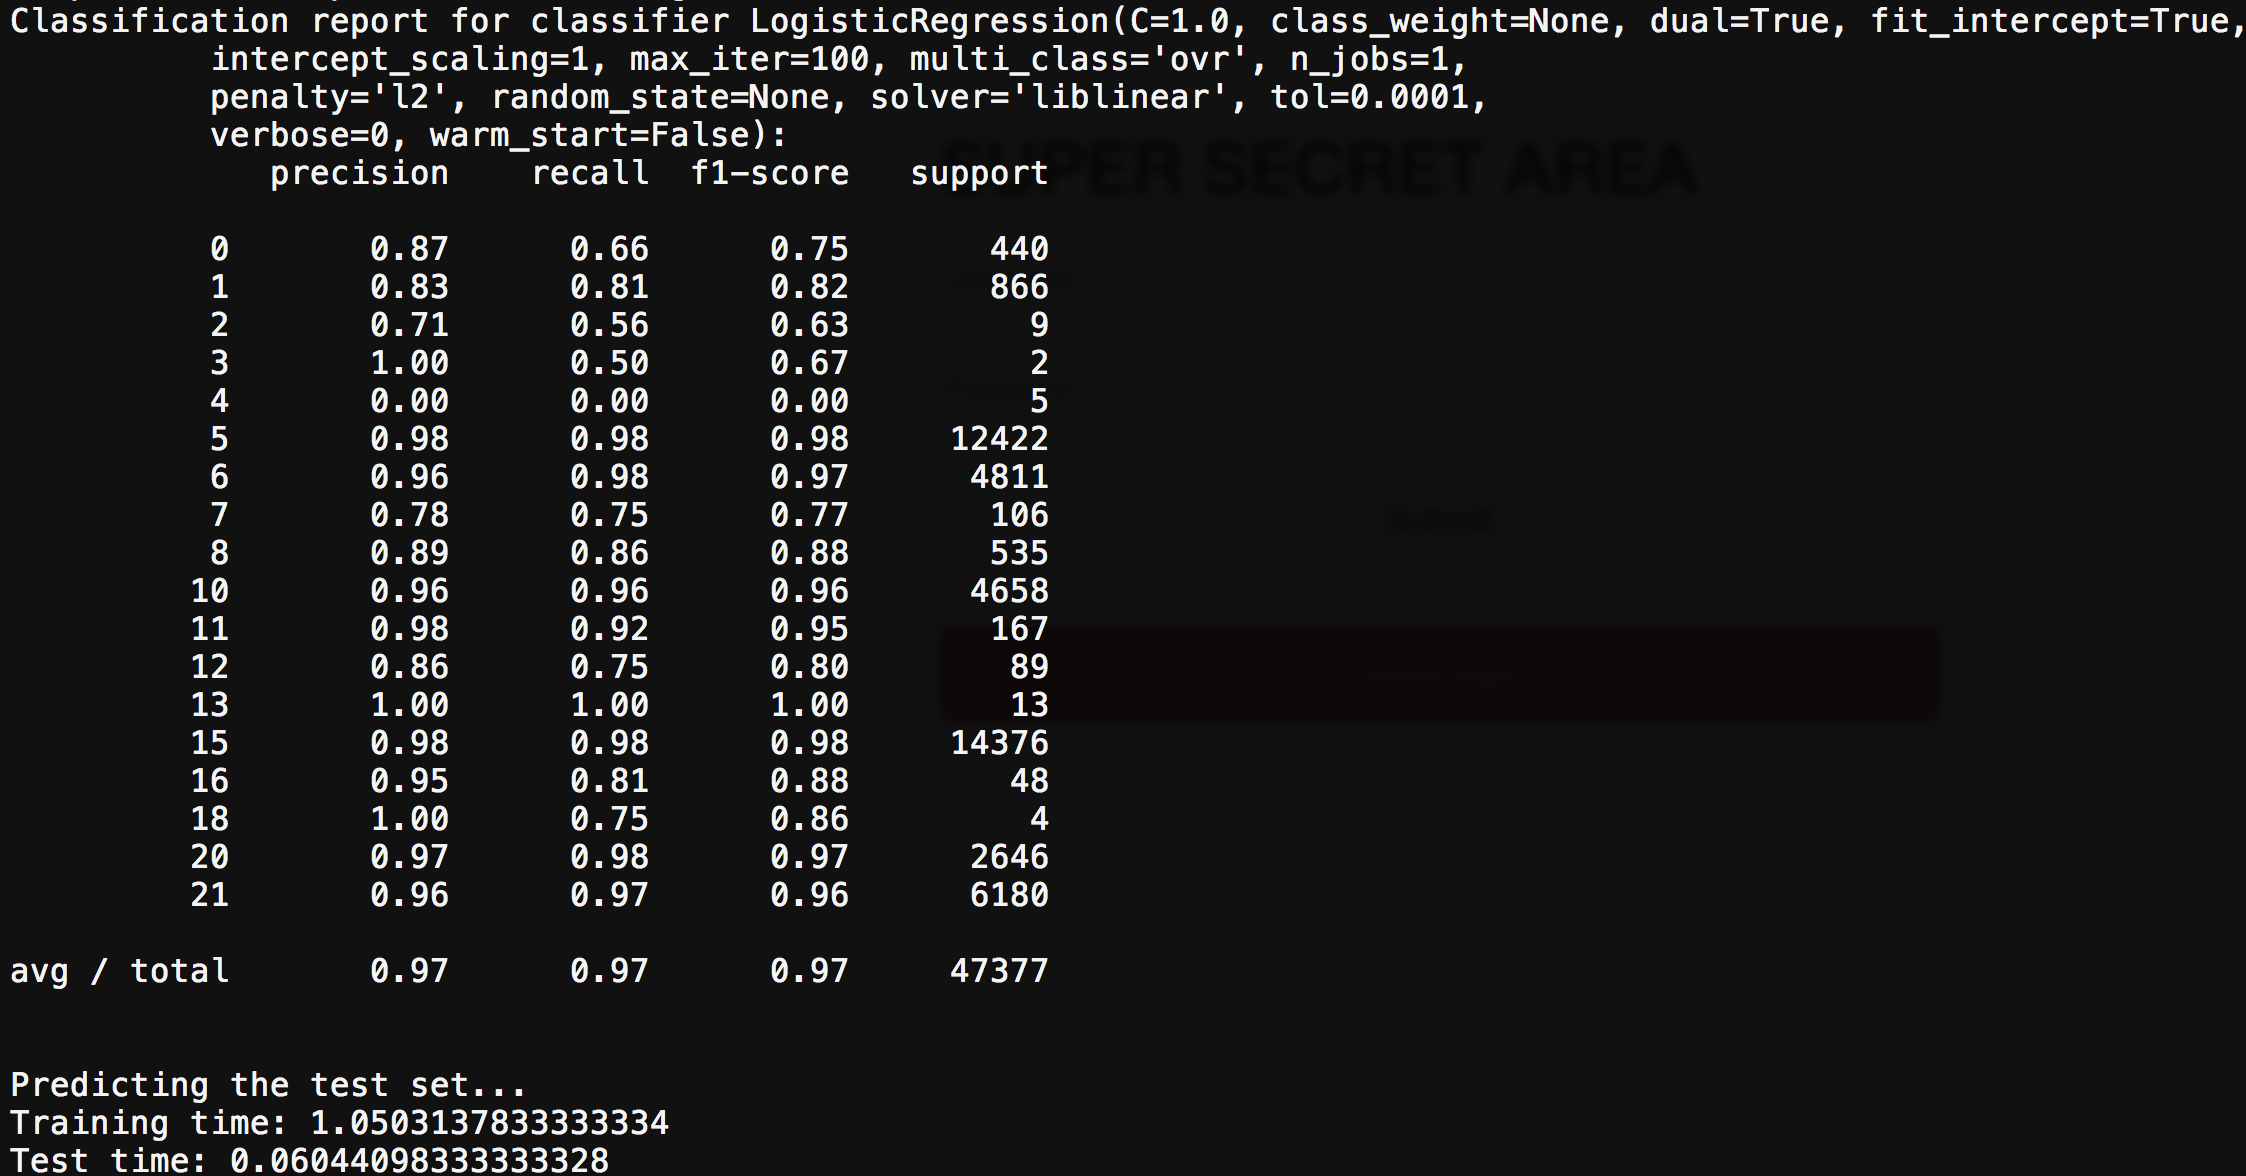 Classification report for classifier LogisticRegression(C=1.0, class_weight=None, dual=True, fit_intercept=True,
intercept_scaling=1, max_iter=100, multi_class='ovr', n_jobs=1,
penalty='l2', random_state=None, solver='liblinear', tol=0.0001,
verbose=0, warm_start=False):
SUPER SECRET AREA
precision recall f1-score support
0 0.87 0.66 0.75 440
1 0.83 0.81 0.82 866
2 0.71 0.56 0.63 9
3 1.00 0.50 0.67 2
4 0.00 0.00 0.00 5
5 0.98 0.98 0.98 12422
6 0.96 0.98 0.97 4811
7 0.78 0.75 0.77 106
Submit
8 0.89 0.86 0.88 535
10 0.96 0.96 0.96 4658
11 0.98 0.92 0.95 167
12 0.86 0.75 0.80 89
13 1.00 1.00 1.00 13
15 0.98 0.98 0.98 14376
16 0.95 0.81 0.88 48
18 1.00 0.75 0.86 4
20 0.97 0.98 0.97 2646
21 0.96 0.97 0.96 6180
avg / total 0.97 0.97 0.97 47377
Predicting the test set...
Training time: 1.0503137833333334
Test time: 0.06044098333333328